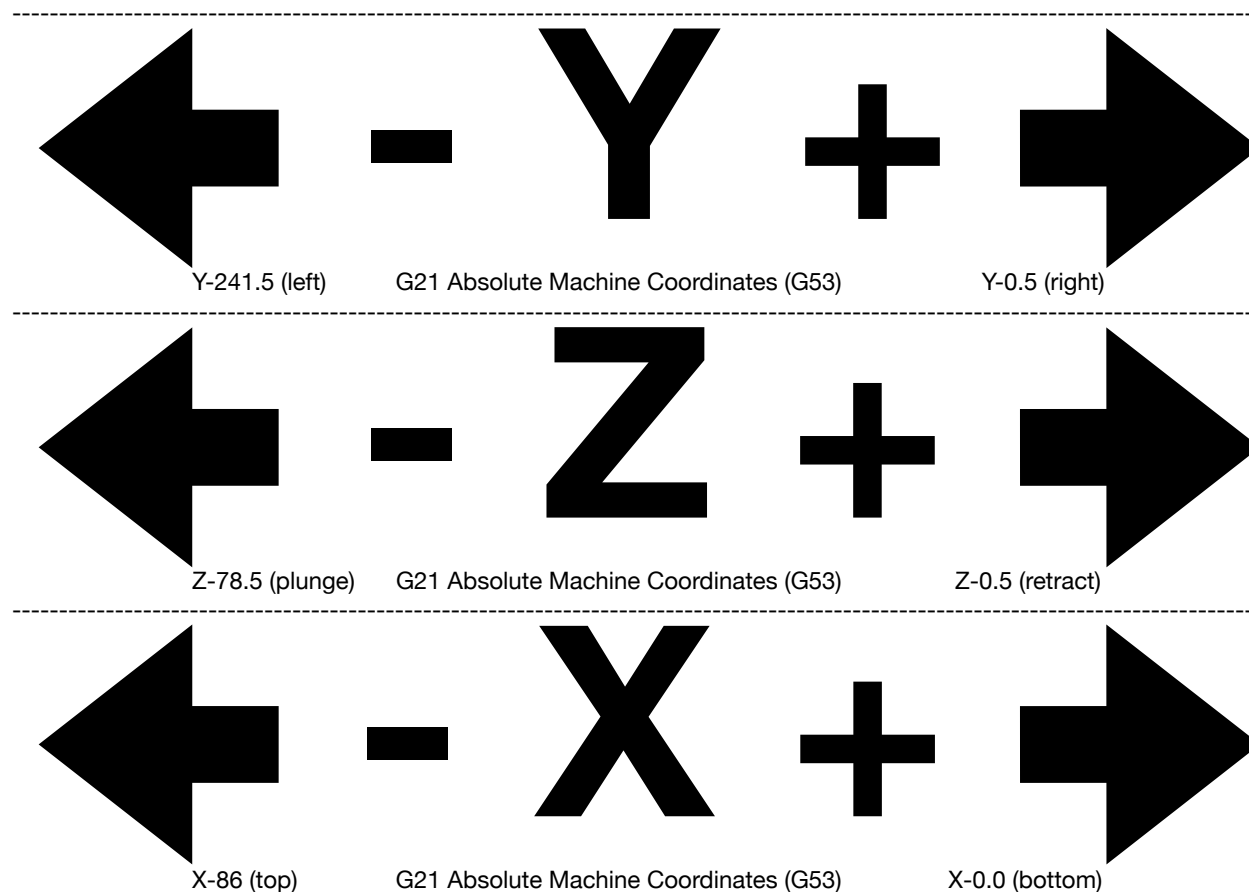 - Y +
Y-241.5 (left) G21 Absolute Machine Coordinates (G53) Y-0.5 (right)
- Z +
Z-78.5 (plunge) G21 Absolute Machine Coordinates (G53) Z-0.5 (retract)
- X +
X-86 (top) G21 Absolute Machine Coordinates (G53) X-0.0 (bottom)